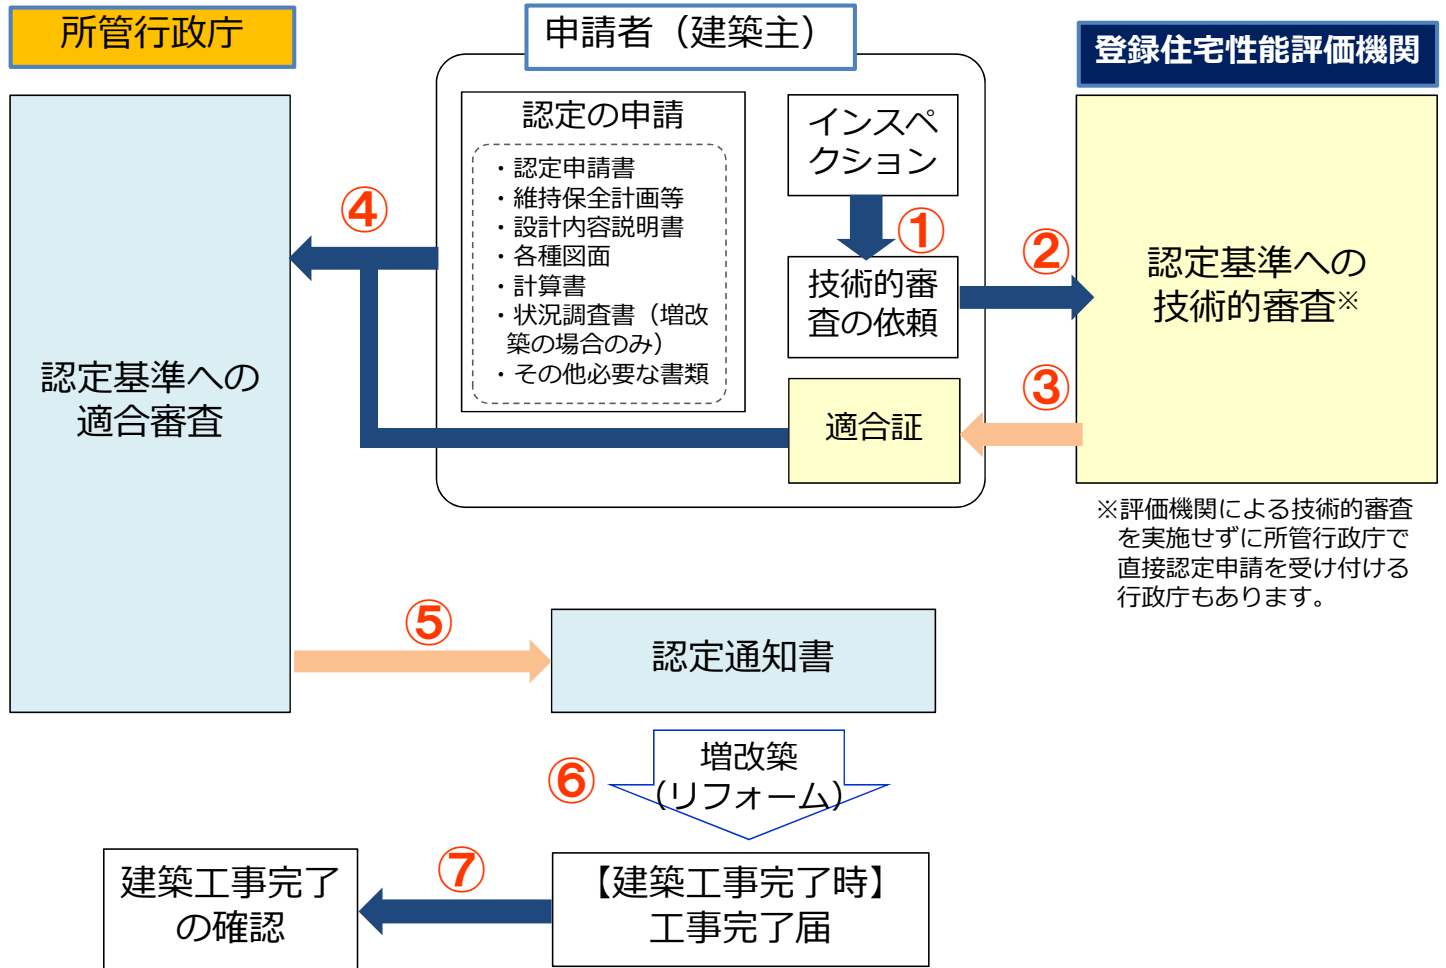 所管行政庁
申請者（建築主）
登録住宅性能評価機関
認定の申請
・認定申請書
・維持保全計画等
・設計内容説明書
・各種図面
・計算書
・状況調査書（増改
築の場合のみ）
・その他必要な書類
インスペ
クション
①
技術的審
査の依頼
②
認定基準への
技術的審査※
③
適合証
④
認定基準への
適合審査
※評価機関による技術的審査
を実施せずに所管行政庁で
直接認定申請を受け付ける
行政庁もあります。
⑤
認定通知書
⑥
増改築
（リフォーム）
【建築工事完了時】
工事完了届
⑦
建築工事完了
の確認